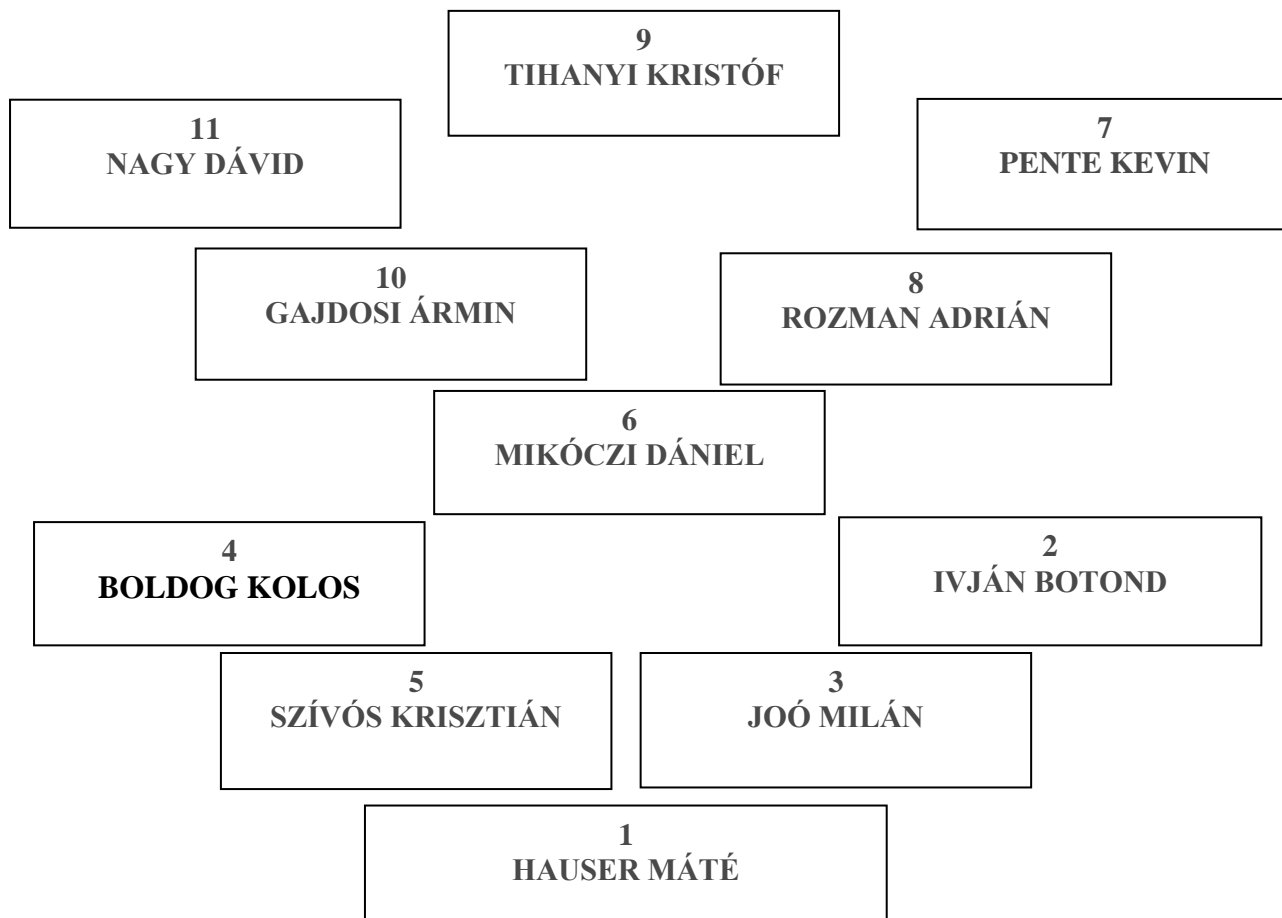 9
TIHANYI KRISTÓF
11
NAGY DÁVID
7
PENTE KEVIN
10
GAJDOSI ÁRMIN
8
ROZMAN ADRIÁN
6
MIKÓCZI DÁNIEL
4
BOLDOG KOLOS
2
IVJÁN BOTOND
5
SZÍVÓS KRISZTIÁN
3
JOÓ MILÁN
1
HAUSER MÁTÉ